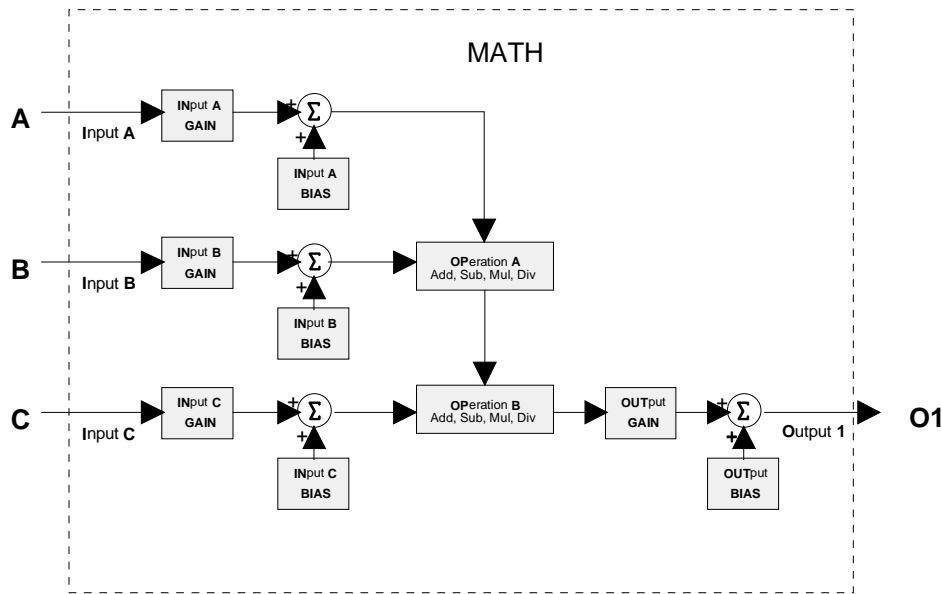 MATH
A
Input A
INput A
GAIN
+
Σ
+
INput A
BIAS
B
Input B
INput B
GAIN
+
Σ
+
INput B
BIAS
OPeration A
Add, Sub, Mul, Div
C
Input C
INput C
GAIN
+
Σ
+
INput C
BIAS
OPeration B
Add, Sub, Mul, Div
OUTput
GAIN
+
Σ
+
OUTput
BIAS
Output 1
O1